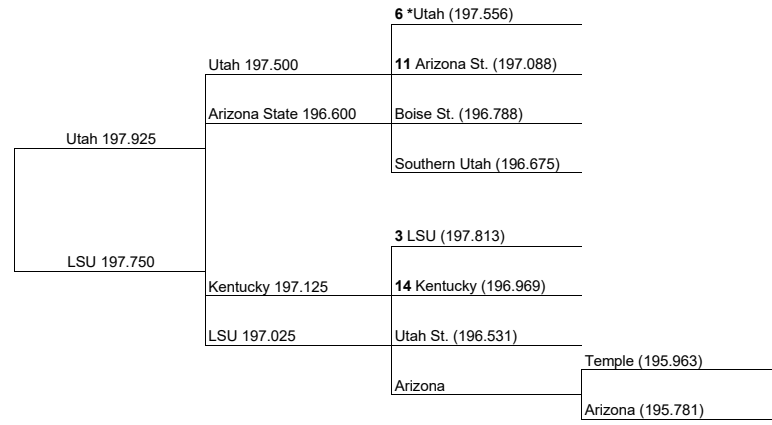 6 *Utah (197.556)
Utah 197.500
11 Arizona St. (197.088)
Arizona State 196.600
Boise St. (196.788)
Utah 197.925
Southern Utah (196.675)
3 LSU (197.813)
LSU 197.750
Kentucky 197.125
14 Kentucky (196.969)
LSU 197.025
Utah St. (196.531)
Temple (195.963)
Arizona
Arizona (195.781)